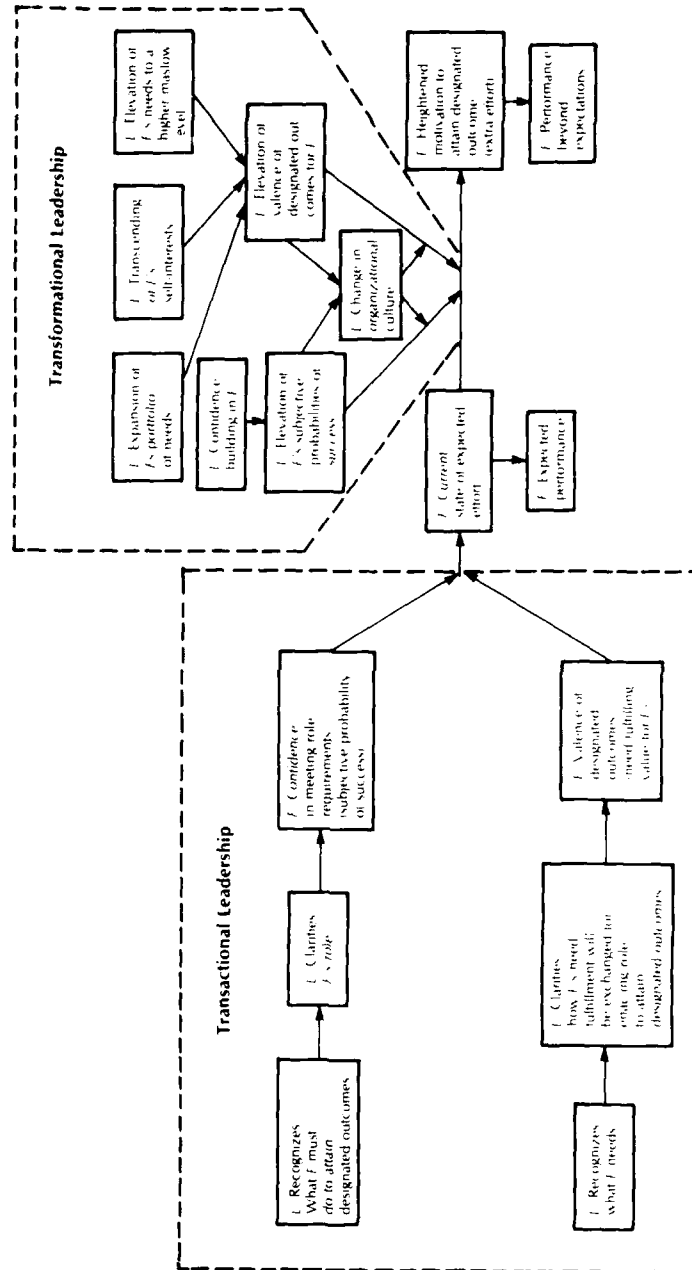 Transformational Leadership
L Expansion of
F's portfolio
of needs
L Transcending
of F's
self-interests
L Elevation of
F's needs to a
higher maslow
level
L Confidence
building in F
L Elevation of
F's subjective
probabilities of
success
L Elevation of
valence of
designated out
comes for F
L Change in
organizational
culture
Transactional Leadership
L Recognizes
What F must
do to attain
designated outcomes
L Clarifies
F's role
F Confidence
in meeting role
requirements
(subjective probability
of success)
L Recognizes
what F needs
L Clarifies
how F's need
fulfillment will
be exchanged for
enacting role
to attain
designated outcomes
F Valence of
designated
outcomes
(need fulfilling
value for F)
F Current
state of expected
effort
F Expected
performance
F Heightened
motivation to
attain designated
outcome
(extra effort)
F Performance
beyond
expectations